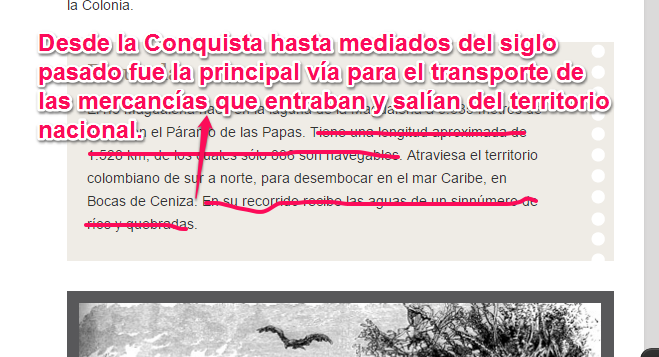 la Colonia.
Desde la Conquista hasta mediados del siglo
pasado fue la principal vía para el transporte de
las mercancías que entraban y salían del territorio
nacional.
en el Páramo de las Papas. Tiene una longitud aproximada de
1.528 km, de los cuales sólo 886 son navegables. Atraviesa el territorio
colombiano de sur a norte, para desembocar en el mar Caribe, en
Bocas de Ceniza. En su recorrido recibe las aguas de un sinnúmero de
ríos y quebradas.